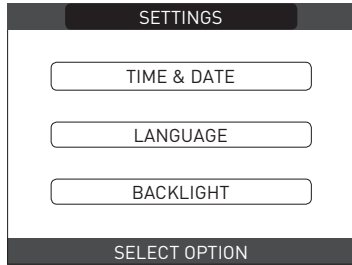 SETTINGS
TIME & DATE
LANGUAGE
BACKLIGHT
SELECT OPTION